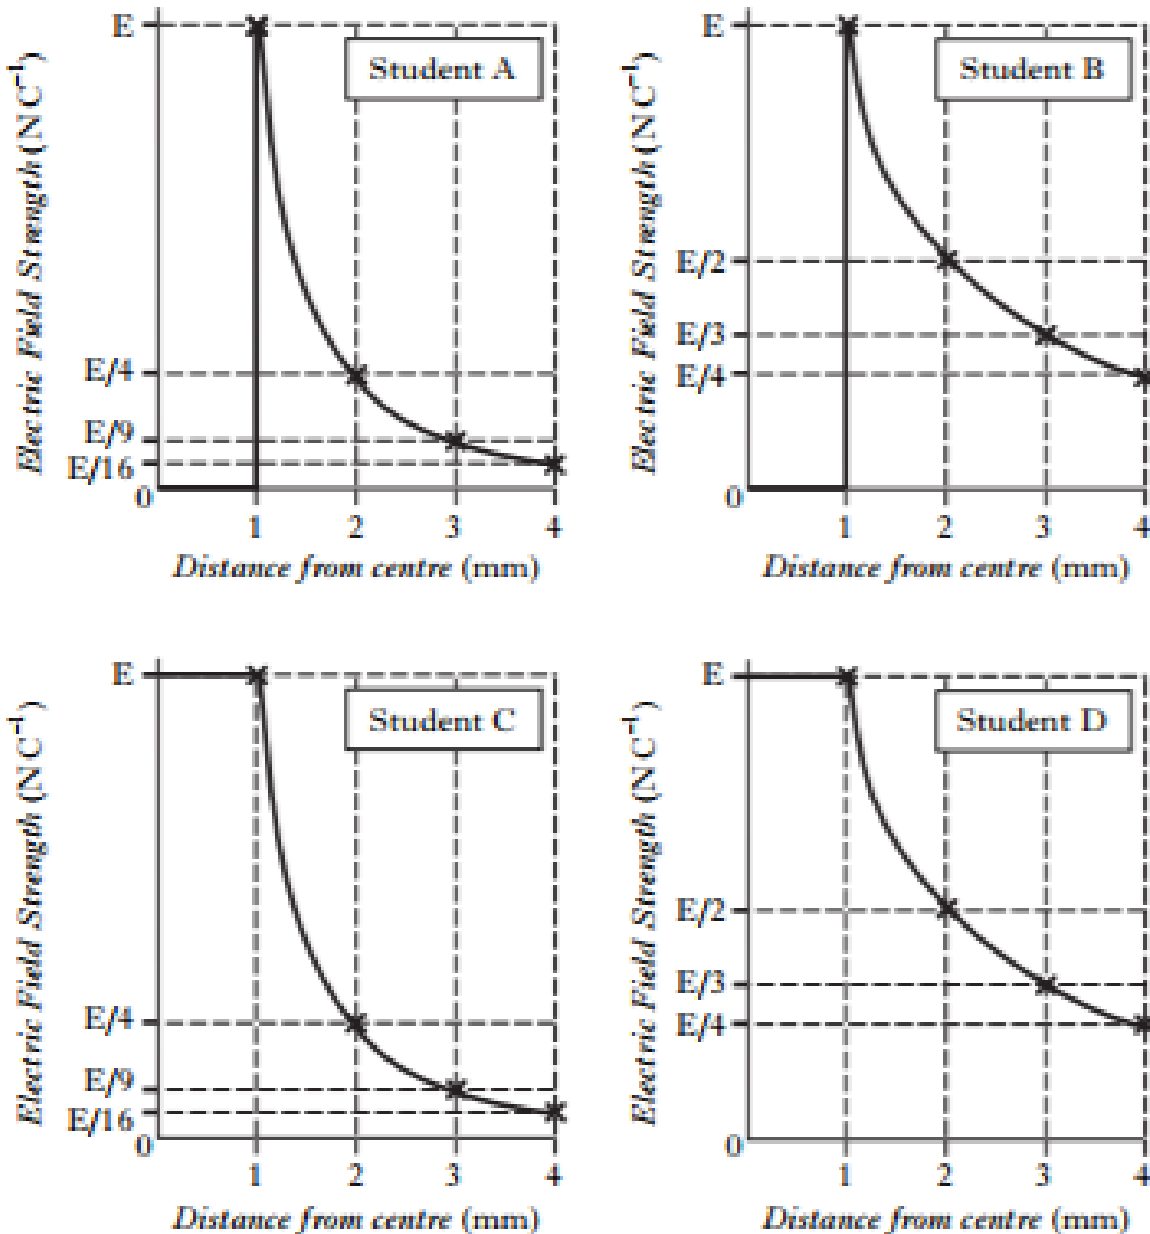 E
Student A
Electric Field Strength (N C⁻¹)
E/4
E/9
E/16
0
1 2 3 4
Distance from centre (mm)
E
Student B
Electric Field Strength (N C⁻¹)
E/2
E/3
E/4
0
1 2 3 4
Distance from centre (mm)
E
Student C
Electric Field Strength (N C⁻¹)
E/4
E/9
E/16
0
1 2 3 4
Distance from centre (mm)
E
Student D
Electric Field Strength (N C⁻¹)
E/2
E/3
E/4
0
1 2 3 4
Distance from centre (mm)